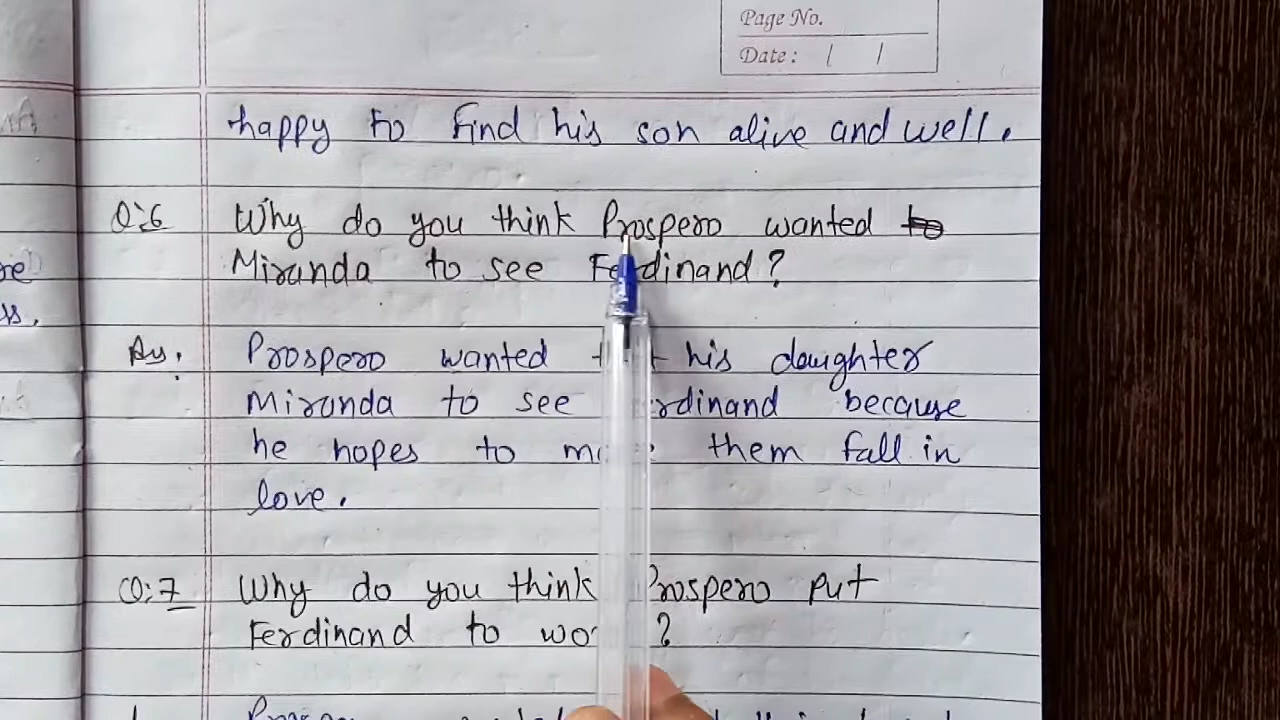 Page No.
Date: / /
happy to find his son alive and well.
Q:6 Why do you think Prospero wanted
Miranda to see Ferdinand?
Ans. Prospero wanted his daughter
Miranda to see because
he hopes to them fall in
love.
Q:7 Why do you think Prospero put
Ferdinand to ?